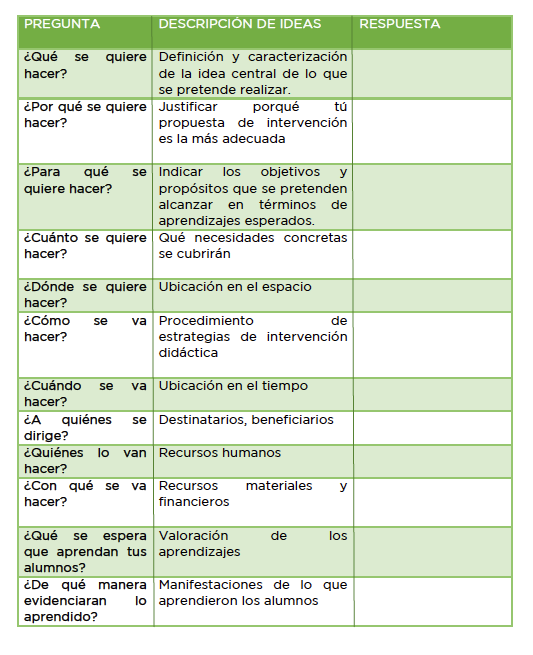 PREGUNTA DESCRIPCIÓN DE IDEAS RESPUESTA
¿Qué se quiere
hacer?
Definición y caracterización
de la idea central de lo que
se pretende realizar.
¿Por qué se quiere
hacer?
Justificar porqué tú
propuesta de intervención
es la más adecuada
¿Para qué se
quiere hacer?
Indicar los objetivos y
propósitos que se pretenden
alcanzar en términos de
aprendizajes esperados.
¿Cuánto se quiere
hacer?
Qué necesidades concretas
se cubrirán
¿Dónde se quiere
hacer?
Ubicación en el espacio
¿Cómo se va
hacer?
Procedimiento de
estrategias de intervención
didáctica
¿Cuándo se va
hacer?
Ubicación en el tiempo
¿A quiénes se
dirige?
Destinatarios, beneficiarios
¿Quiénes lo van
hacer?
Recursos humanos
¿Con qué se va
hacer?
Recursos materiales y
financieros
¿Qué se espera
que aprendan tus
alumnos?
Valoración de los
aprendizajes
¿De qué manera
evidenciaran lo
aprendido?
Manifestaciones de lo que
aprendieron los alumnos